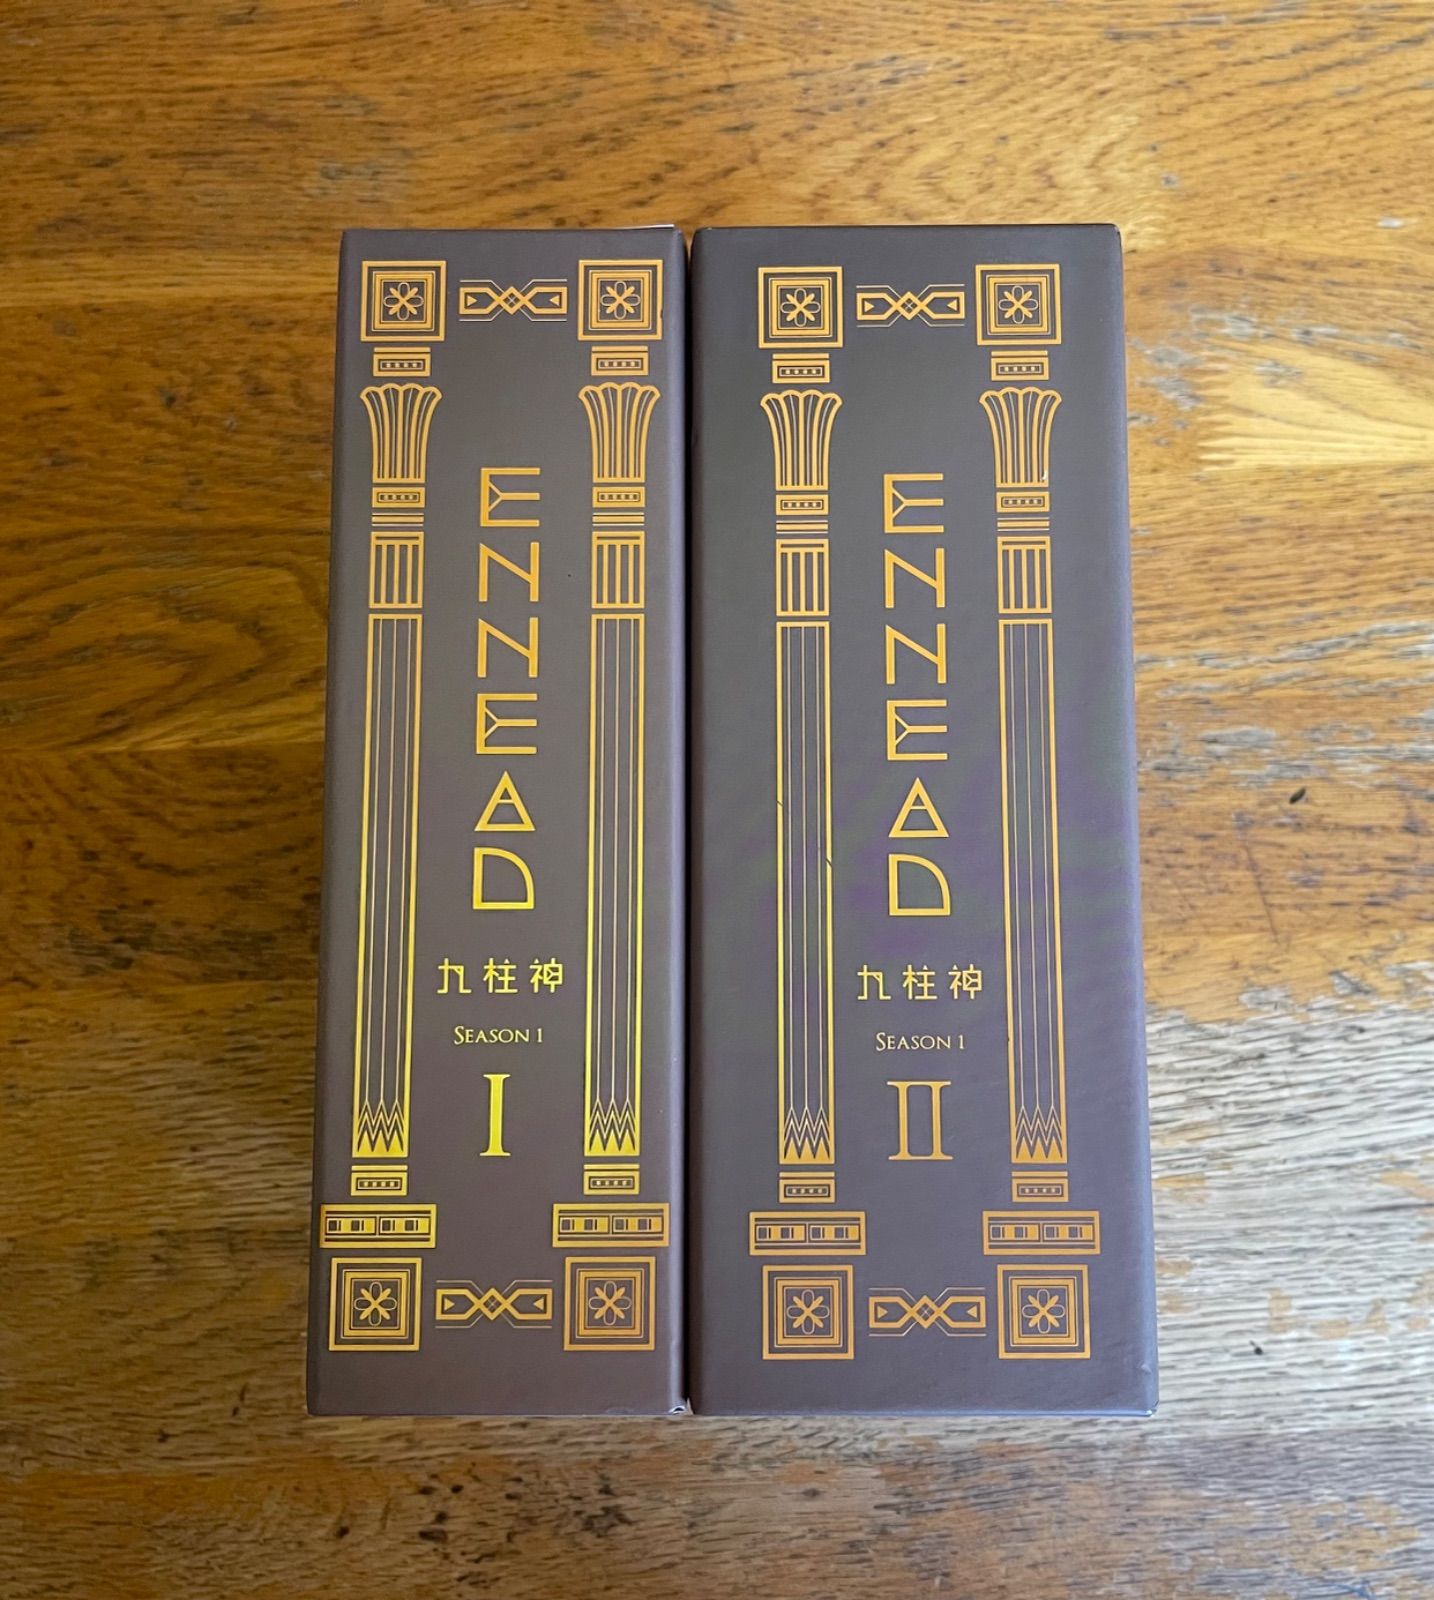 ENNEAD
九柱神
SEASON 1
I
ENNEAD
九柱神
SEASON 1
II